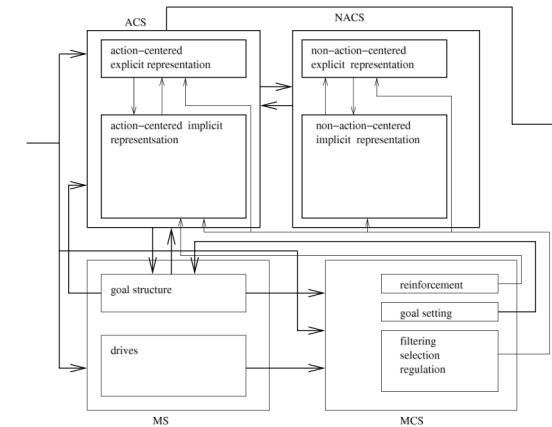 ACS
NACS
action-centered
explicit representation
non-action-centered
explicit representation
action-centered implicit
representsation
non-action-centered
implicit representation
goal structure
reinforcement
goal setting
drives
filtering
selection
regulation
MS
MCS